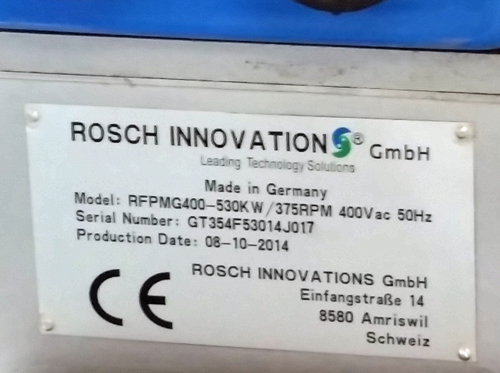 ROSCH INNOVATIONS® GmbH
Leading Technology Solutions
Made in Germany
Model: RFPMG400-530KW/375RPM 400Vac 50Hz
Serial Number: GT354F53014J017
Production Date: 08-10-2014
CE
ROSCH INNOVATIONS GmbH
Einfangstraße 14
8580 Amriswil
Schweiz